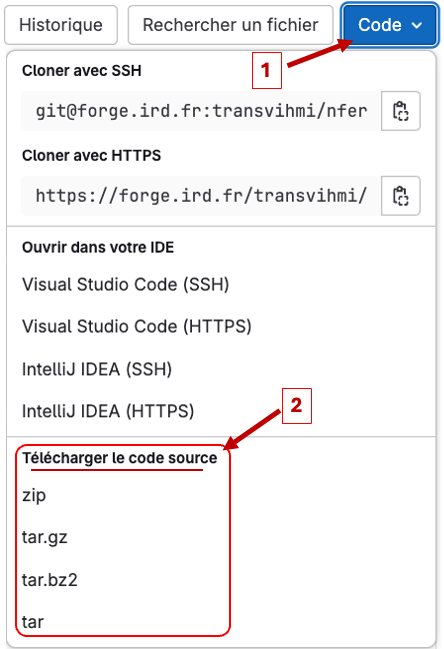 Historique
Rechercher un fichier
Code
1
Cloner avec SSH
git@forge.ird.fr:transvihmi/nfer
Cloner avec HTTPS
https://forge.ird.fr/transvihmi/
Ouvrir dans votre IDE
Visual Studio Code (SSH)
Visual Studio Code (HTTPS)
IntelliJ IDEA (SSH)
IntelliJ IDEA (HTTPS)
2
Télécharger le code source
zip
tar.gz
tar.bz2
tar